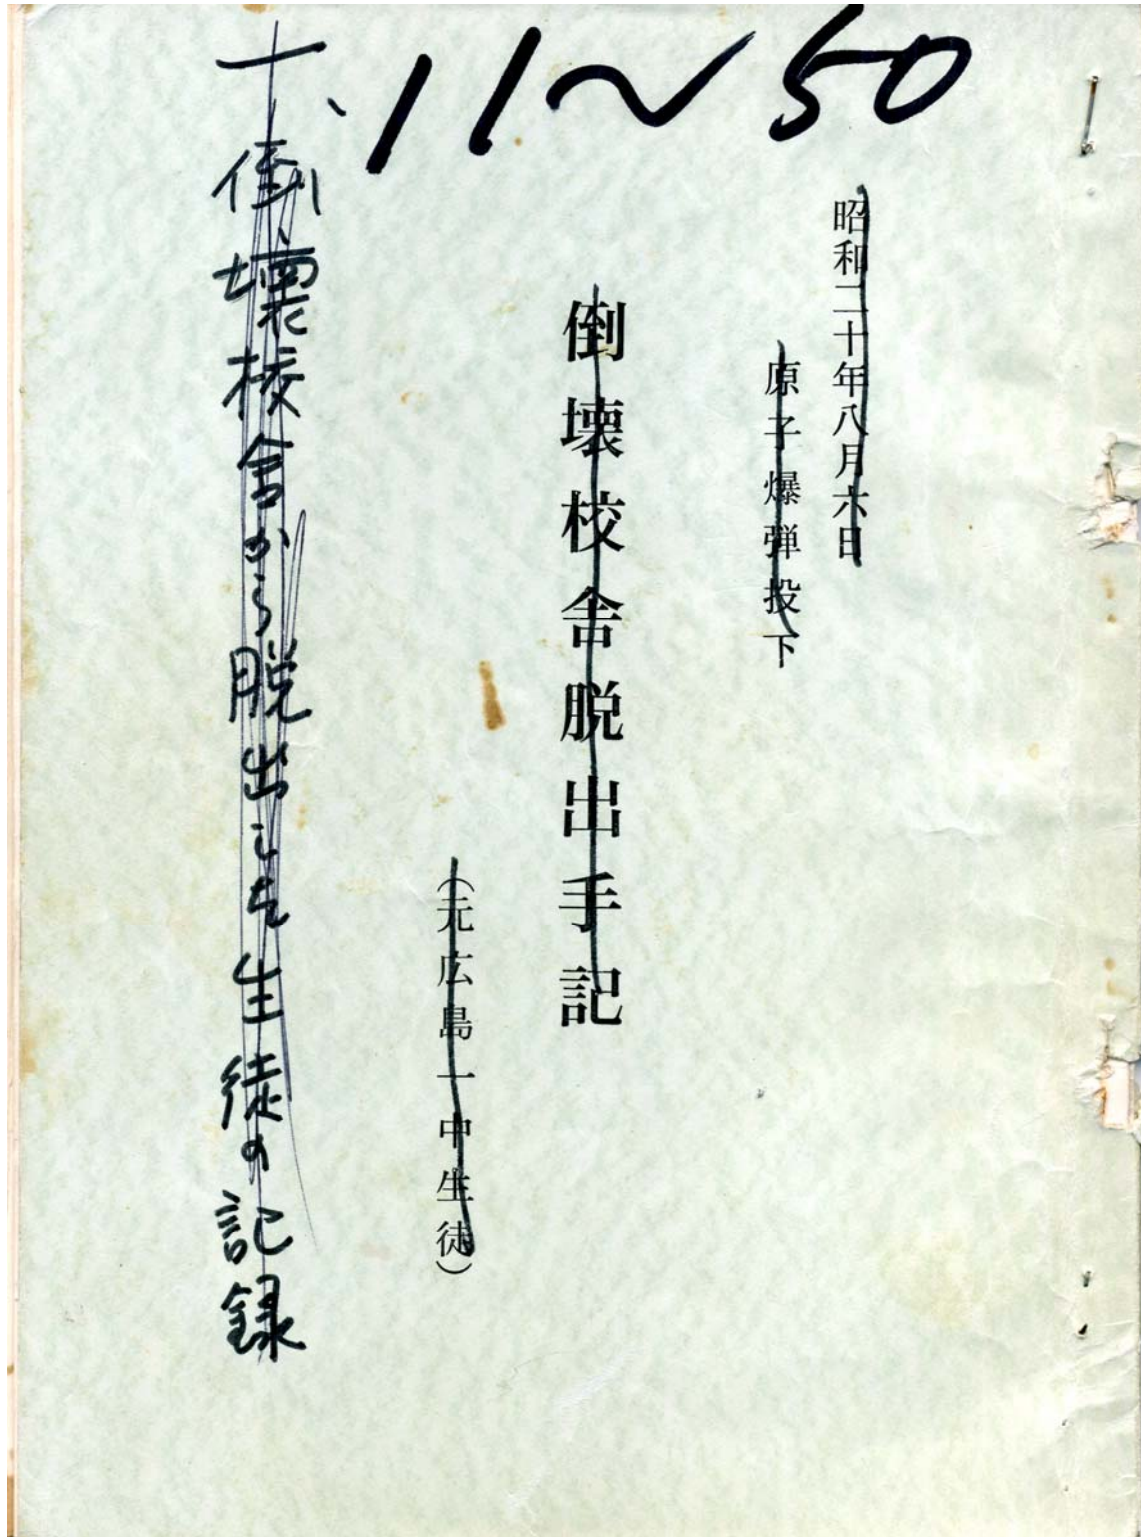 11〜50
昭和二十年八月六日
原子爆弾投下
倒壊校舎脱出手記
（元広島一中生徒）
一、倒壊校舎から脱出した生徒の記録